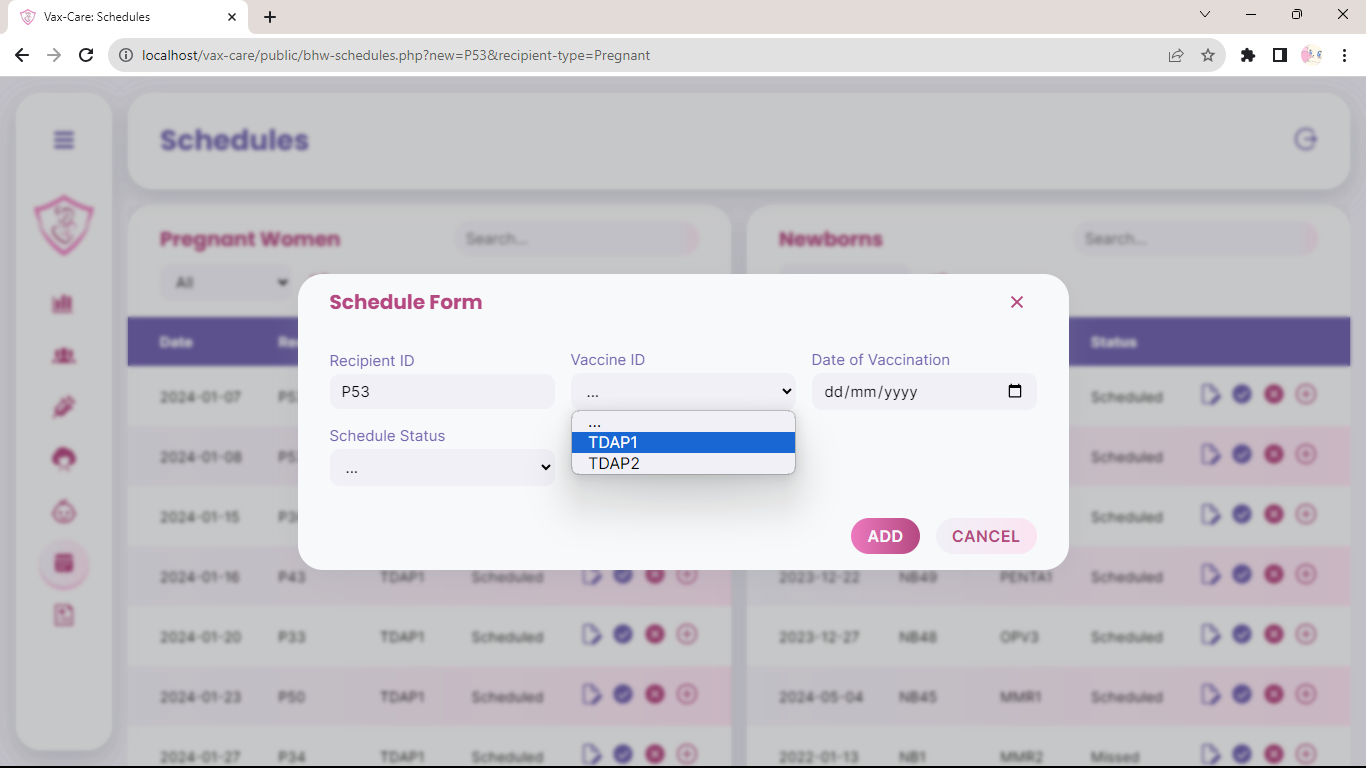 Vax-Care: Schedules
localhost/vax-care/public/bhw-schedules.php?new=P53&recipient-type=Pregnant
Schedules
Pregnant Women
Search...
Newborns
Search...
All
Schedule Form
Date
Status
Recipient ID
Vaccine ID
Date of Vaccination
P53
...
dd/mm/yyyy
...
TDAP1
TDAP2
Schedule Status
...
ADD
CANCEL
2024-01-07
Scheduled
2024-01-08
Scheduled
2024-01-15
Scheduled
2024-01-16 P43 TDAP1 Scheduled
2023-12-22 NB49 PENTA1 Scheduled
2024-01-20 P33 TDAP1 Scheduled
2023-12-27 NB48 OPV3 Scheduled
2024-01-23 P50 TDAP1 Scheduled
2024-05-04 NB45 MMR1 Scheduled
2024-01-27 P34 TDAP1 Scheduled
2022-01-13 NB1 MMR2 Missed